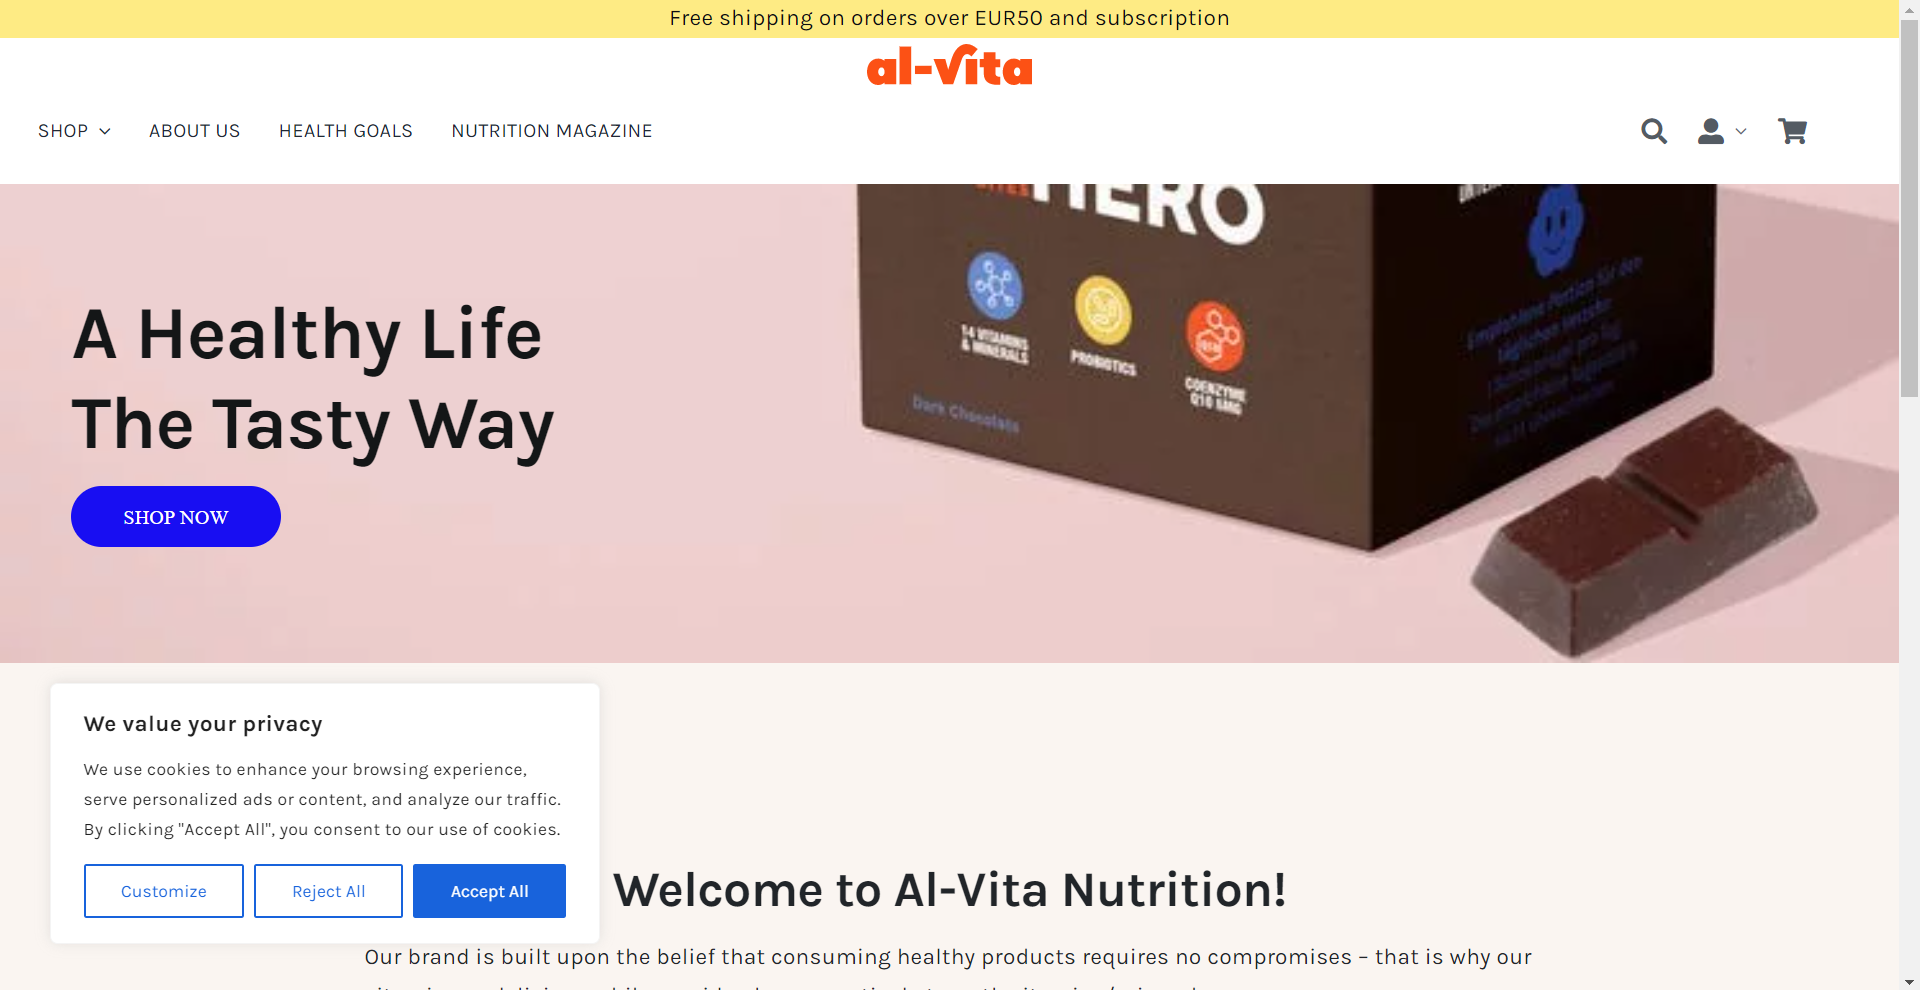 Free shipping on orders over EUR50 and subscription
al-vita
SHOP
ABOUT US
HEALTH GOALS
NUTRITION MAGAZINE
HERO
14 VITAMINS
& MINERALS
PROBIOTICS
COENZYME
Q10 5MG
Dark Chocolate
A Healthy Life
The Tasty Way
SHOP NOW
We value your privacy
We use cookies to enhance your browsing experience,
serve personalized ads or content, and analyze our traffic.
By clicking "Accept All", you consent to our use of cookies.
Customize
Reject All
Accept All
Welcome to Al-Vita Nutrition!
Our brand is built upon the belief that consuming healthy products requires no compromises – that is why our